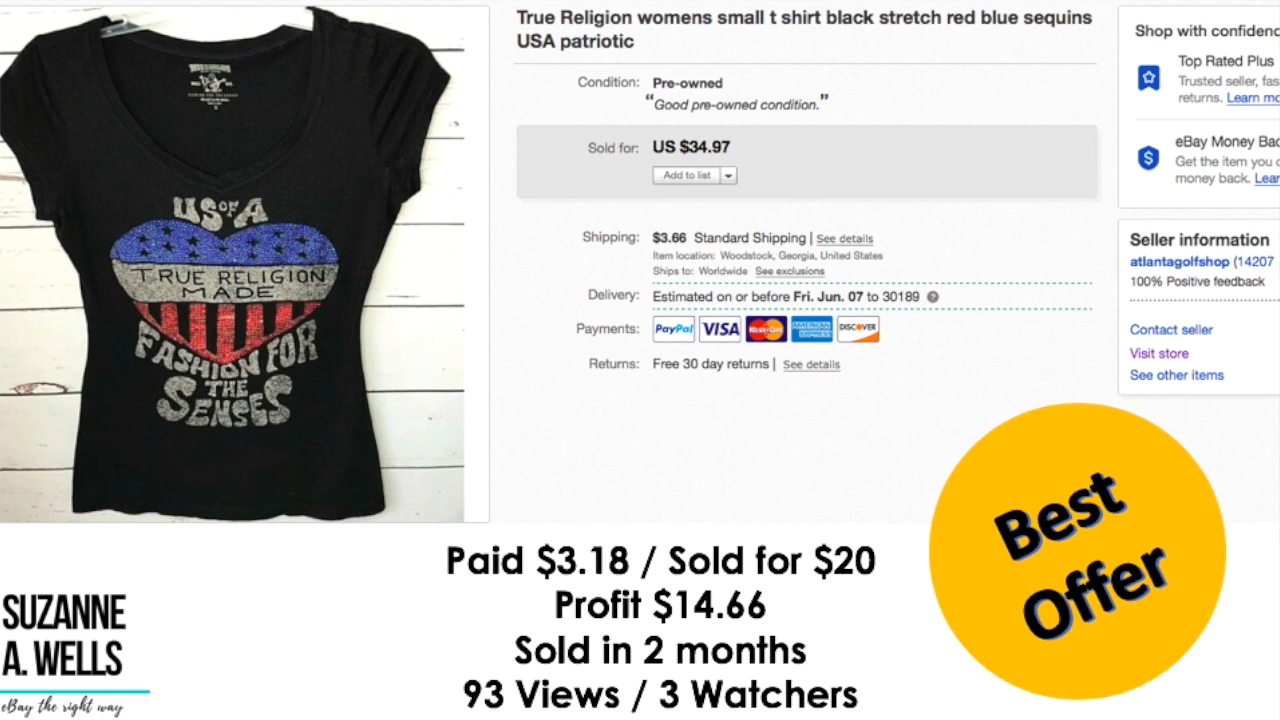 US OF A
TRUE RELIGION
MADE
FASHION FOR
THE
SENSES
True Religion womens small t shirt black stretch red blue sequins
USA patriotic
Condition: Pre-owned
“Good pre-owned condition.”
Sold for: US $34.97
Add to list
Shipping: $3.66 Standard Shipping | See details
Item location: Woodstock, Georgia, United States
Ships to: Worldwide See exclusions
Delivery: Estimated on or before Fri. Jun. 07 to 30189 ?
Payments: PayPal VISA MasterCard AMERICAN EXPRESS DISCOVER
Returns: Free 30 day returns | See details
Shop with confidenc
Top Rated Plus
Trusted seller, fas
returns. Learn mo
eBay Money Bac
Get the item you o
money back. Lear
Seller information
atlantagolfshop (14207
100% Positive feedback
Contact seller
Visit store
See other items
Best
Offer
Paid $3.18 / Sold for $20
Profit $14.66
Sold in 2 months
93 Views / 3 Watchers
SUZANNE
A. WELLS
eBay the right way